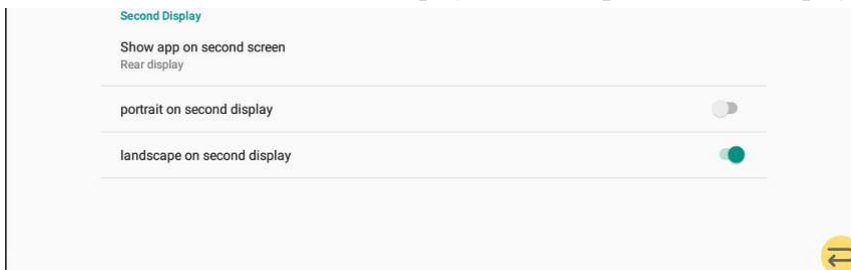 Second Display
Show app on second screen
Rear display
portrait on second display
landscape on second display